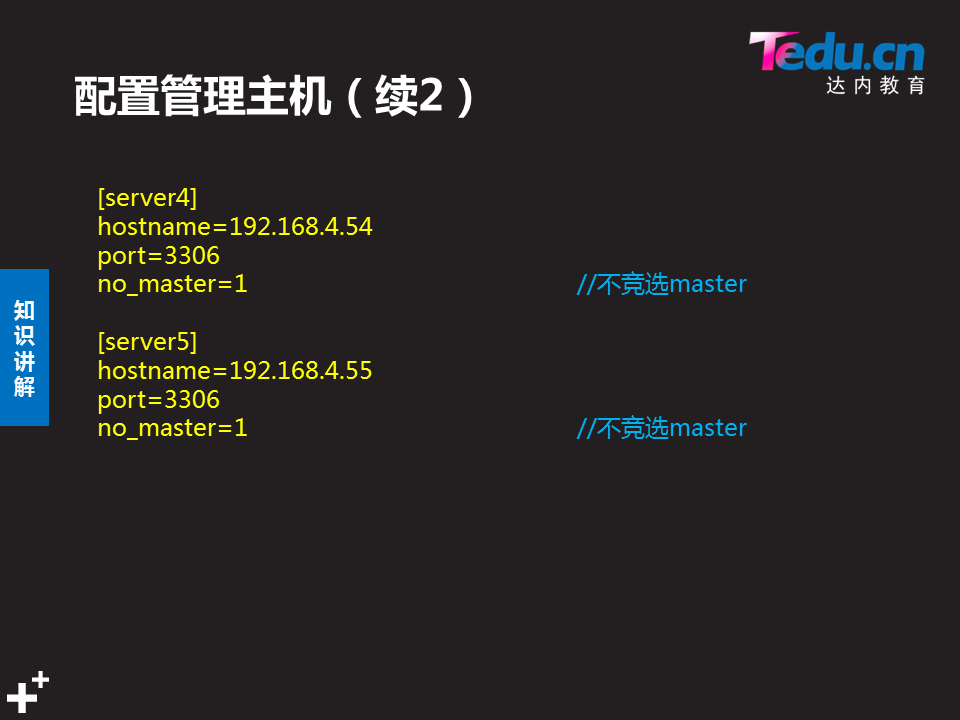 Tedu.cn
达内教育
配置管理主机（续2）
[server4]
hostname=192.168.4.54
port=3306
no_master=1 //不竞选master
[server5]
hostname=192.168.4.55
port=3306
no_master=1 //不竞选master
知识讲解